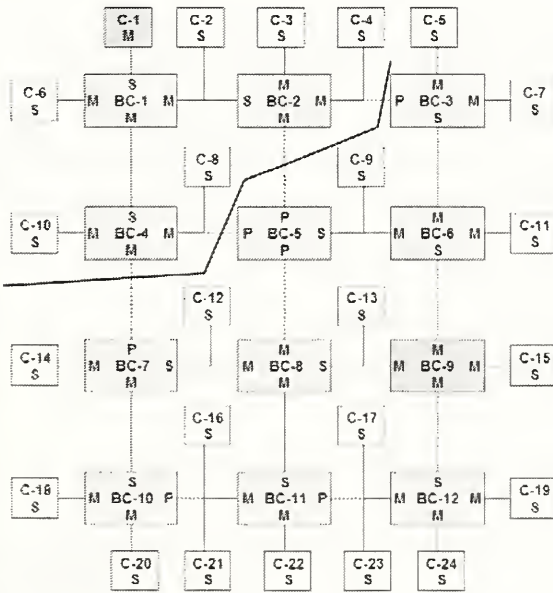 C-1
M
C-2
S
C-3
S
C-4
S
C-5
S
C-6
S
S
M BC-1 M
M
M
S BC-2 M
M
M
P BC-3 M
S
C-7
S
C-8
S
C-9
S
C-10
S
S
M BC-4 M
M
P
P BC-5 S
P
M
M BC-6 M
S
C-11
S
C-12
S
C-13
S
C-14
S
P
M BC-7 S
M
M
M BC-8 S
M
M
M BC-9 M
M
C-15
S
C-16
S
C-17
S
C-18
S
S
M BC-10 P
M
S
M BC-11 P
M
S
M BC-12 M
M
C-19
S
C-20
S
C-21
S
C-22
S
C-23
S
C-24
S